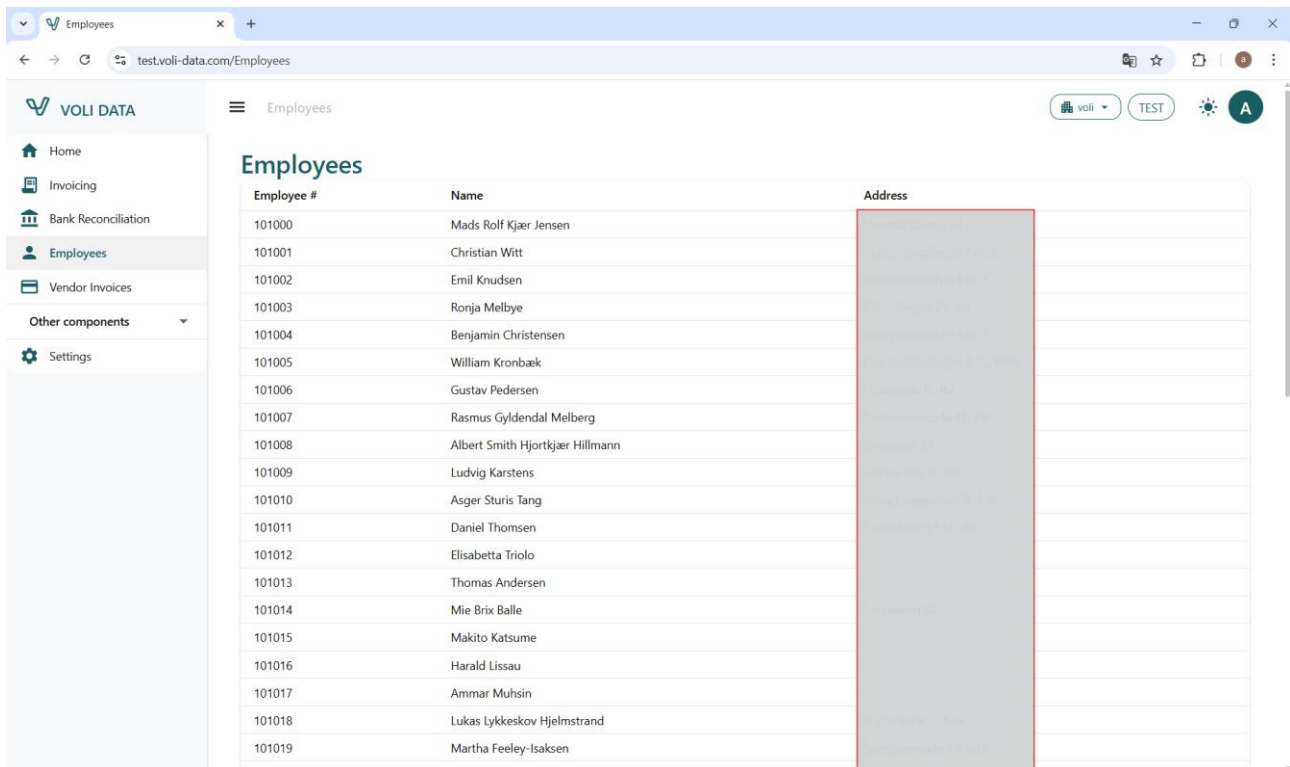 Employees
test.voli-data.com/Employees
a
VOLI DATA
Employees
voli
TEST
A
Home
Invoicing
Bank Reconciliation
Employees
Vendor Invoices
Other components
Settings
Employees
Employee # Name Address
101000 Mads Rolf Kjær Jensen
101001 Christian Witt
101002 Emil Knudsen
101003 Ronja Melbye
101004 Benjamin Christensen
101005 William Kronbæk
101006 Gustav Pedersen
101007 Rasmus Gyldendal Melberg
101008 Albert Smith Hjortkjær Hillmann
101009 Ludvig Karstens
101010 Asger Sturis Tang
101011 Daniel Thomsen
101012 Elisabetta Triolo
101013 Thomas Andersen
101014 Mie Brix Balle
101015 Makito Katsume
101016 Harald Lissau
101017 Ammar Muhsin
101018 Lukas Lykkeskov Hjelmstrand
101019 Martha Feeley-Isaksen